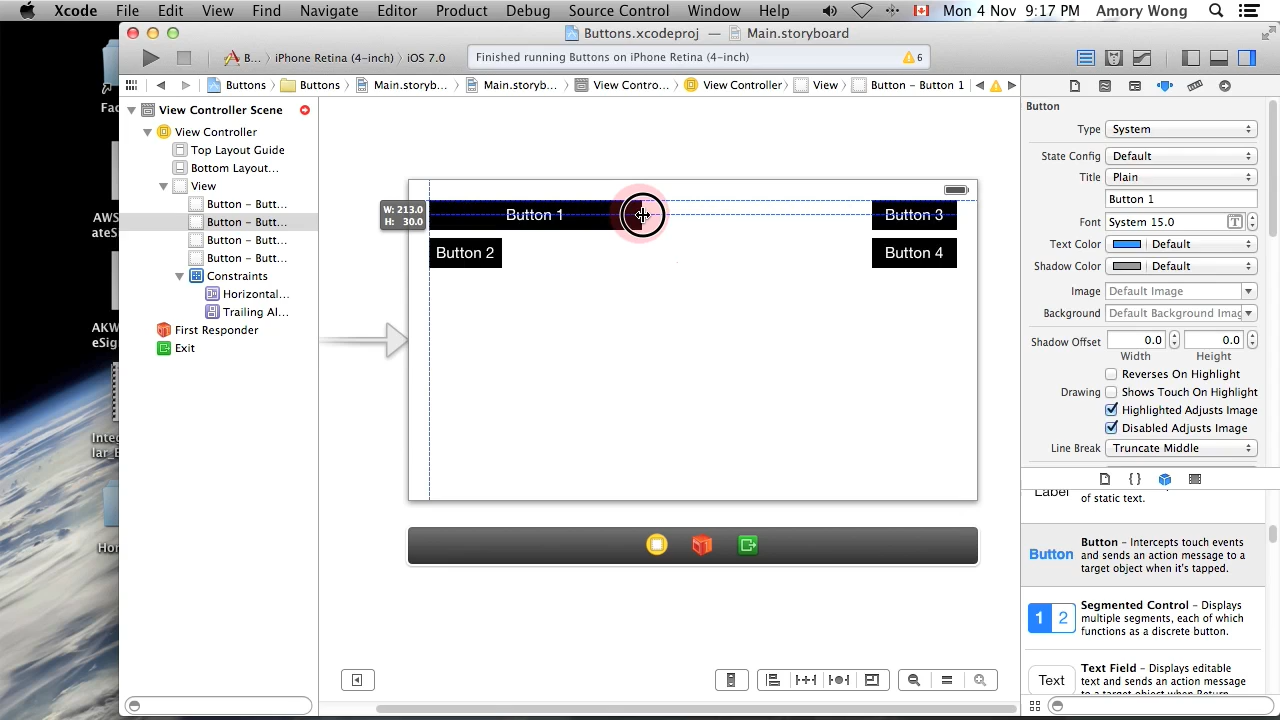 Xcode File Edit View Find Navigate Editor Product Debug Source Control Window Help Mon 4 Nov 9:17 PM Amory Wong
Buttons.xcodeproj — Main.storyboard
B... iPhone Retina (4-inch) iOS 7.0 Finished running Buttons on iPhone Retina (4-inch) 6
Buttons Buttons Main.storyb... Main.storyb... View Contro... View Controller View Button – Button 1
View Controller Scene
View Controller
Top Layout Guide
Bottom Layout...
View
Button – Butt...
Button – Butt...
Button – Butt...
Button – Butt...
Constraints
Horizontal...
Trailing Al...
First Responder
Exit
W: 213.0
H: 30.0
Button 1
Button 3
Button 2
Button 4
Button
Type System
State Config Default
Title Plain
Button 1
Font System 15.0 T
Text Color Default
Shadow Color Default
Image Default Image
Background Default Background Imag
Shadow Offset 0.0 0.0
Width Height
Reverses On Highlight
Drawing Shows Touch On Highlight
Highlighted Adjusts Image
Disabled Adjusts Image
Line Break Truncate Middle
Label
of static text.
Button
Button – Intercepts touch events
and sends an action message to a
target object when it's tapped.
1 2
Segmented Control – Displays
multiple segments, each of which
functions as a discrete button.
Text
Text Field – Displays editable
text and sends an action message
to a target object when Return